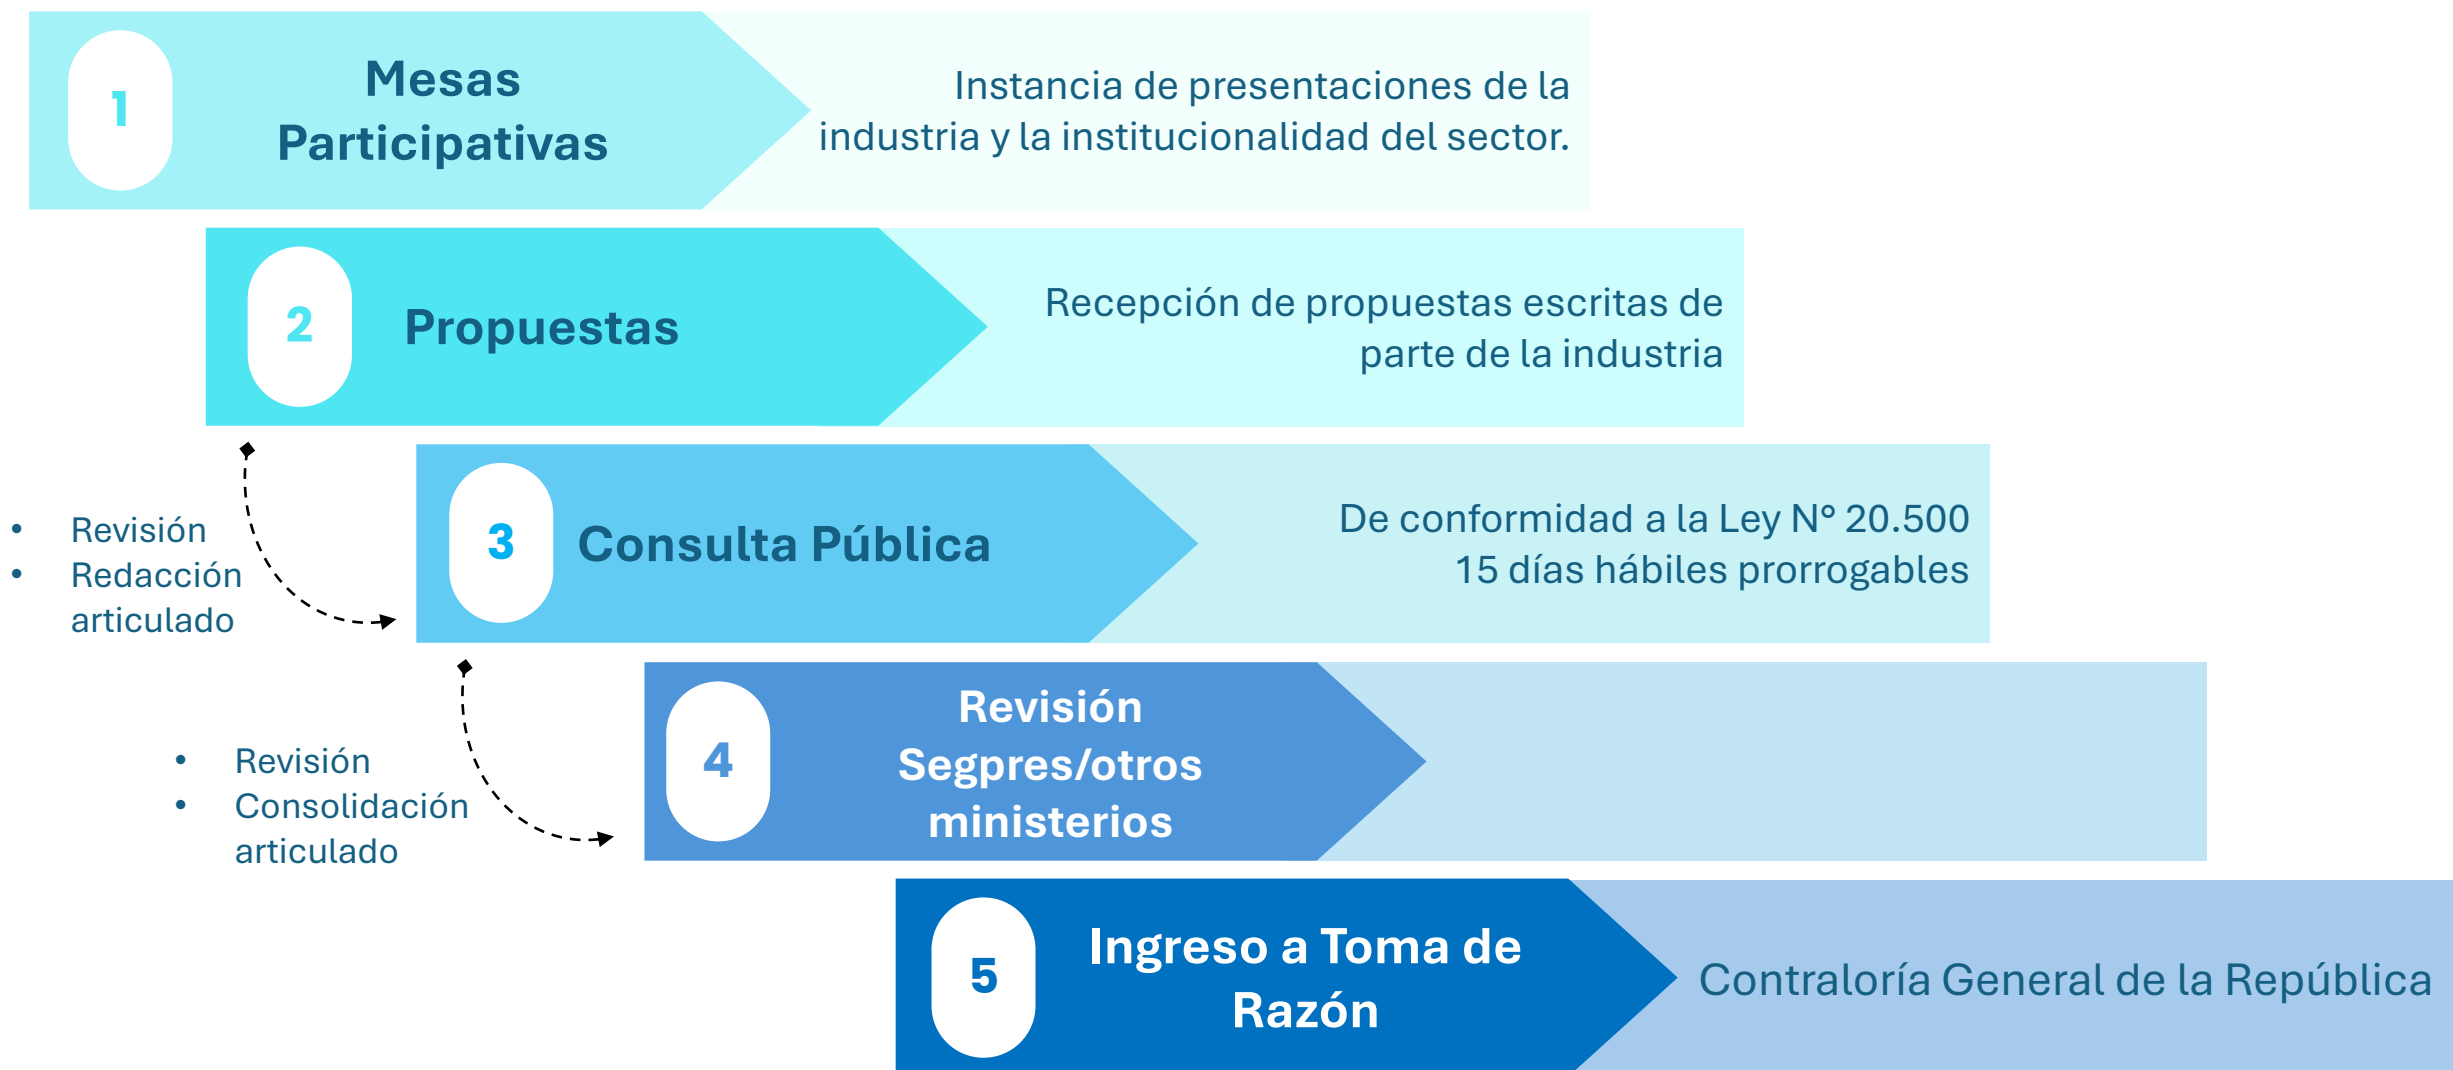 1
Mesas
Participativas
Instancia de presentaciones de la
industria y la institucionalidad del sector.
2
Propuestas
Recepción de propuestas escritas de
parte de la industria
• Revisión
• Redacción
articulado
3
Consulta Pública
De conformidad a la Ley N° 20.500
15 días hábiles prorrogables
• Revisión
• Consolidación
articulado
4
Revisión
Segpres/otros
ministerios
5
Ingreso a Toma de
Razón
Contraloría General de la República